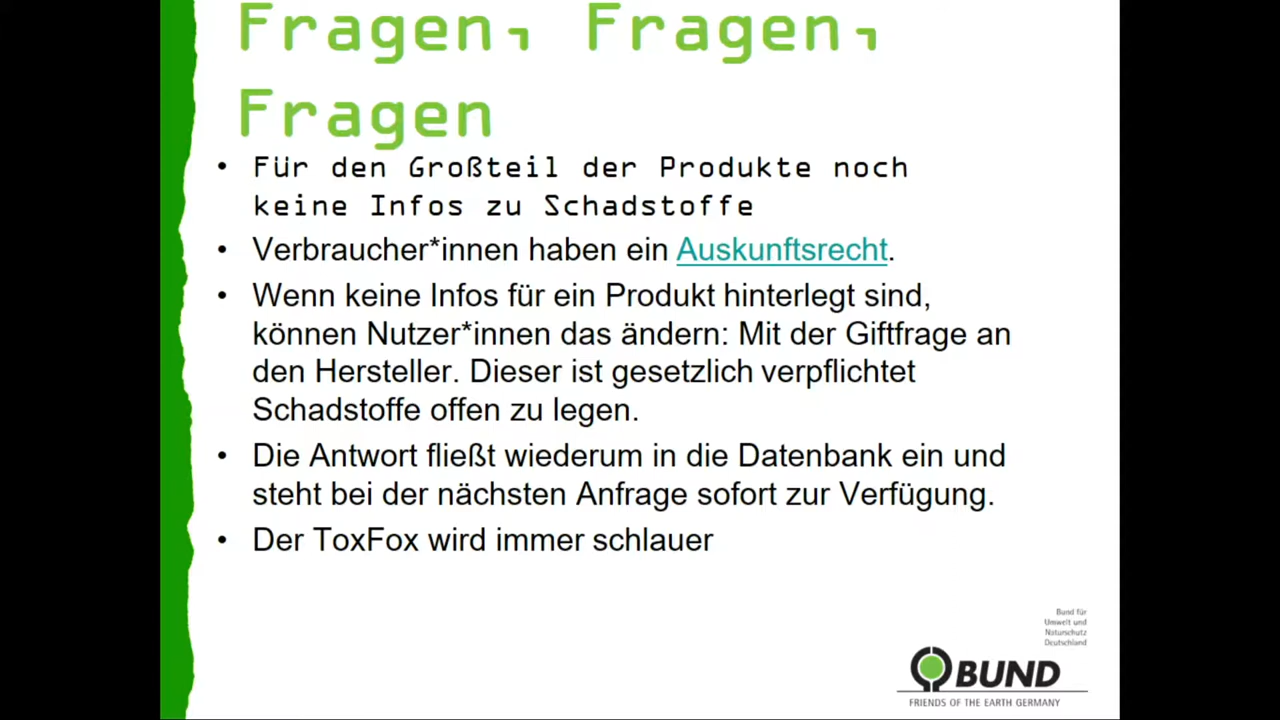 Fragen, Fragen,
Fragen
• Für den Großteil der Produkte noch
keine Infos zu Schadstoffe
• Verbraucher*innen haben ein Auskunftsrecht.
• Wenn keine Infos für ein Produkt hinterlegt sind,
können Nutzer*innen das ändern: Mit der Giftfrage an
den Hersteller. Dieser ist gesetzlich verpflichtet
Schadstoffe offen zu legen.
• Die Antwort fließt wiederum in die Datenbank ein und
steht bei der nächsten Anfrage sofort zur Verfügung.
• Der ToxFox wird immer schlauer
Bund für
Umwelt und
Naturschutz
Deutschland
BUND
FRIENDS OF THE EARTH GERMANY